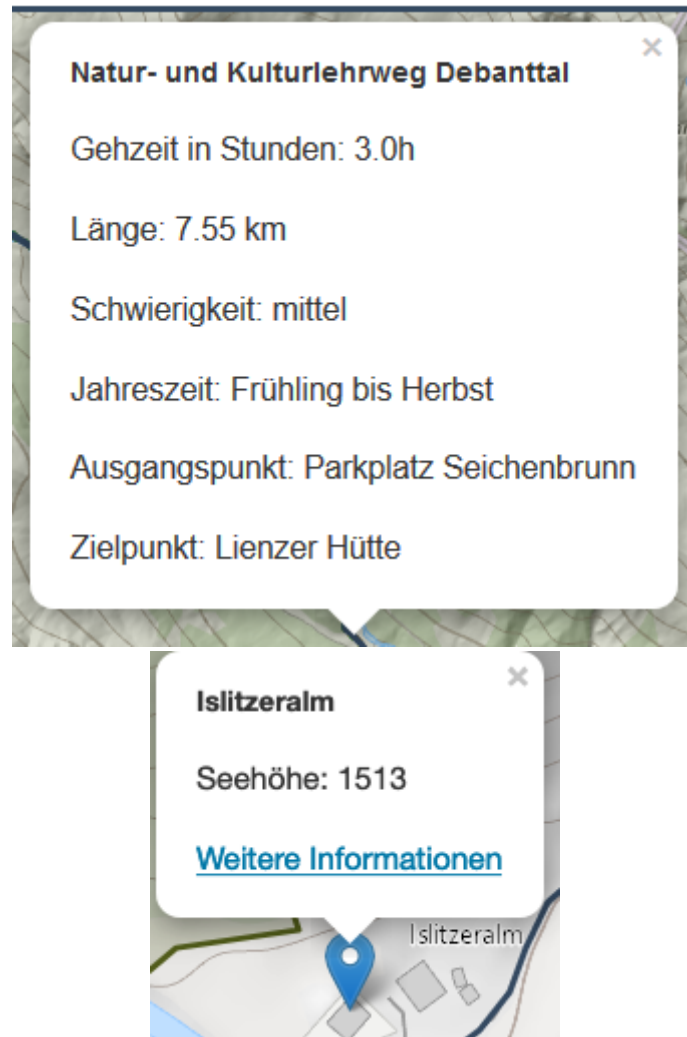 Natur- und Kulturlehrweg Debanttal
Gehzeit in Stunden: 3.0h
Länge: 7.55 km
Schwierigkeit: mittel
Jahreszeit: Frühling bis Herbst
Ausgangspunkt: Parkplatz Seichenbrunn
Zielpunkt: Lienzer Hütte
Islitzeralm
Seehöhe: 1513
Weitere Informationen
Islitzeralm